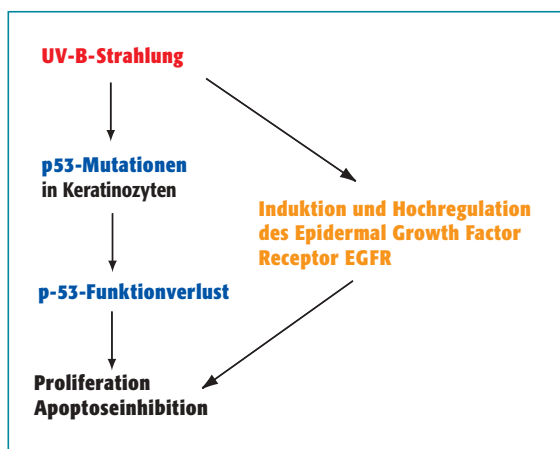 UV-B-Strahlung
p53-Mutationen
in Keratinozyten
Induktion und Hochregulation
des Epidermal Growth Factor
Receptor EGFR
p-53-Funktionverlust
Proliferation
Apoptoseinhibition